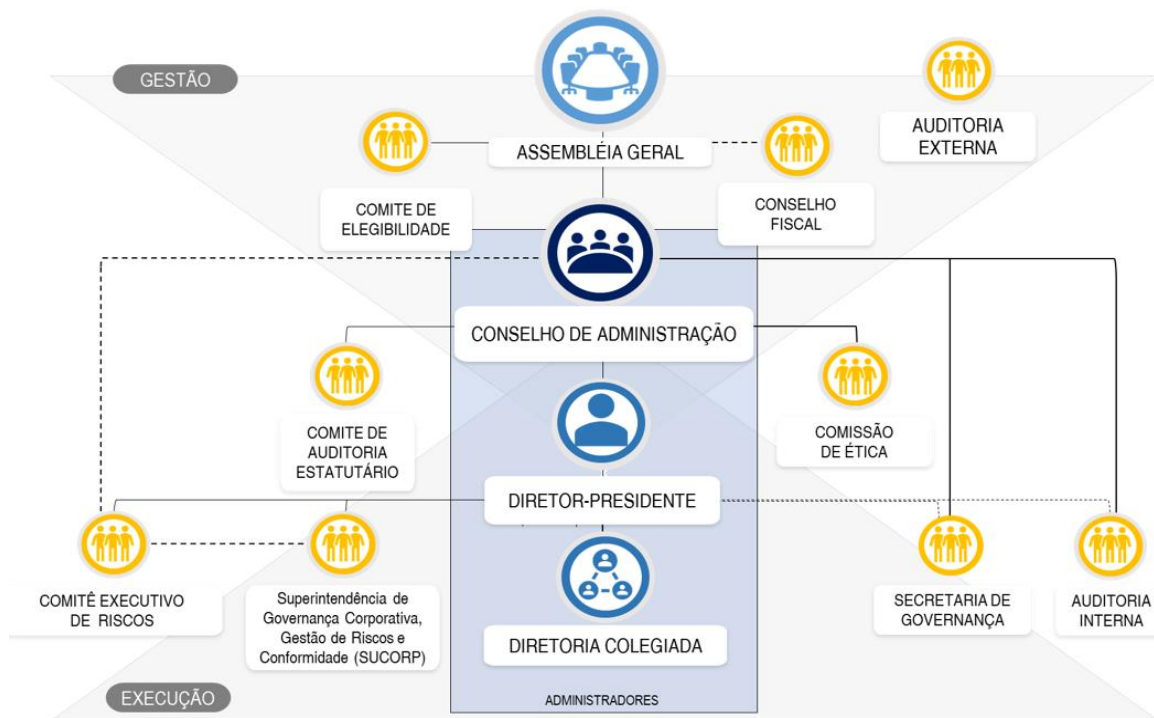 GESTÃO
AUDITORIA
EXTERNA
ASSEMBLÉIA GERAL
COMITE DE
ELEGIBILIDADE
CONSELHO
FISCAL
CONSELHO DE ADMINISTRAÇÃO
COMITE DE
AUDITORIA
ESTATUTÁRIO
COMISSÃO
DE ÉTICA
DIRETOR-PRESIDENTE
COMITÊ EXECUTIVO
DE RISCOS
Superintendência de
Governança Corporativa,
Gestão de Riscos e
Conformidade (SUCORP)
DIRETORIA COLEGIADA
SECRETARIA DE
GOVERNANÇA
AUDITORIA
INTERNA
EXECUÇÃO
ADMINISTRADORES